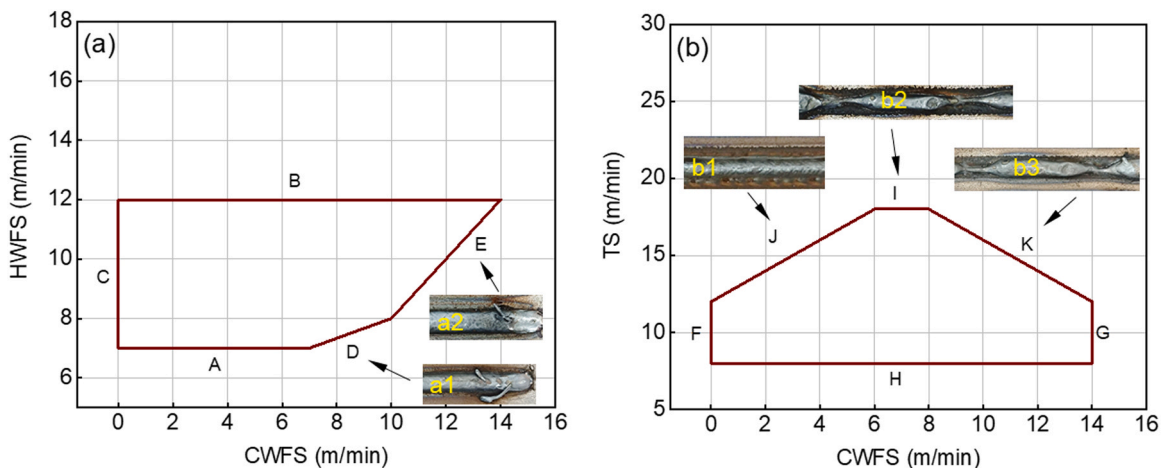 (a)
18
16
14
12
10
8
6
HWFS (m/min)
B
C
E
A
D
a2
a1
0 2 4 6 8 10 12 14 16
CWFS (m/min)
(b)
30
25
20
15
10
5
TS (m/min)
b2
b1
b3
I
J
K
F
G
H
0 2 4 6 8 10 12 14 16
CWFS (m/min)